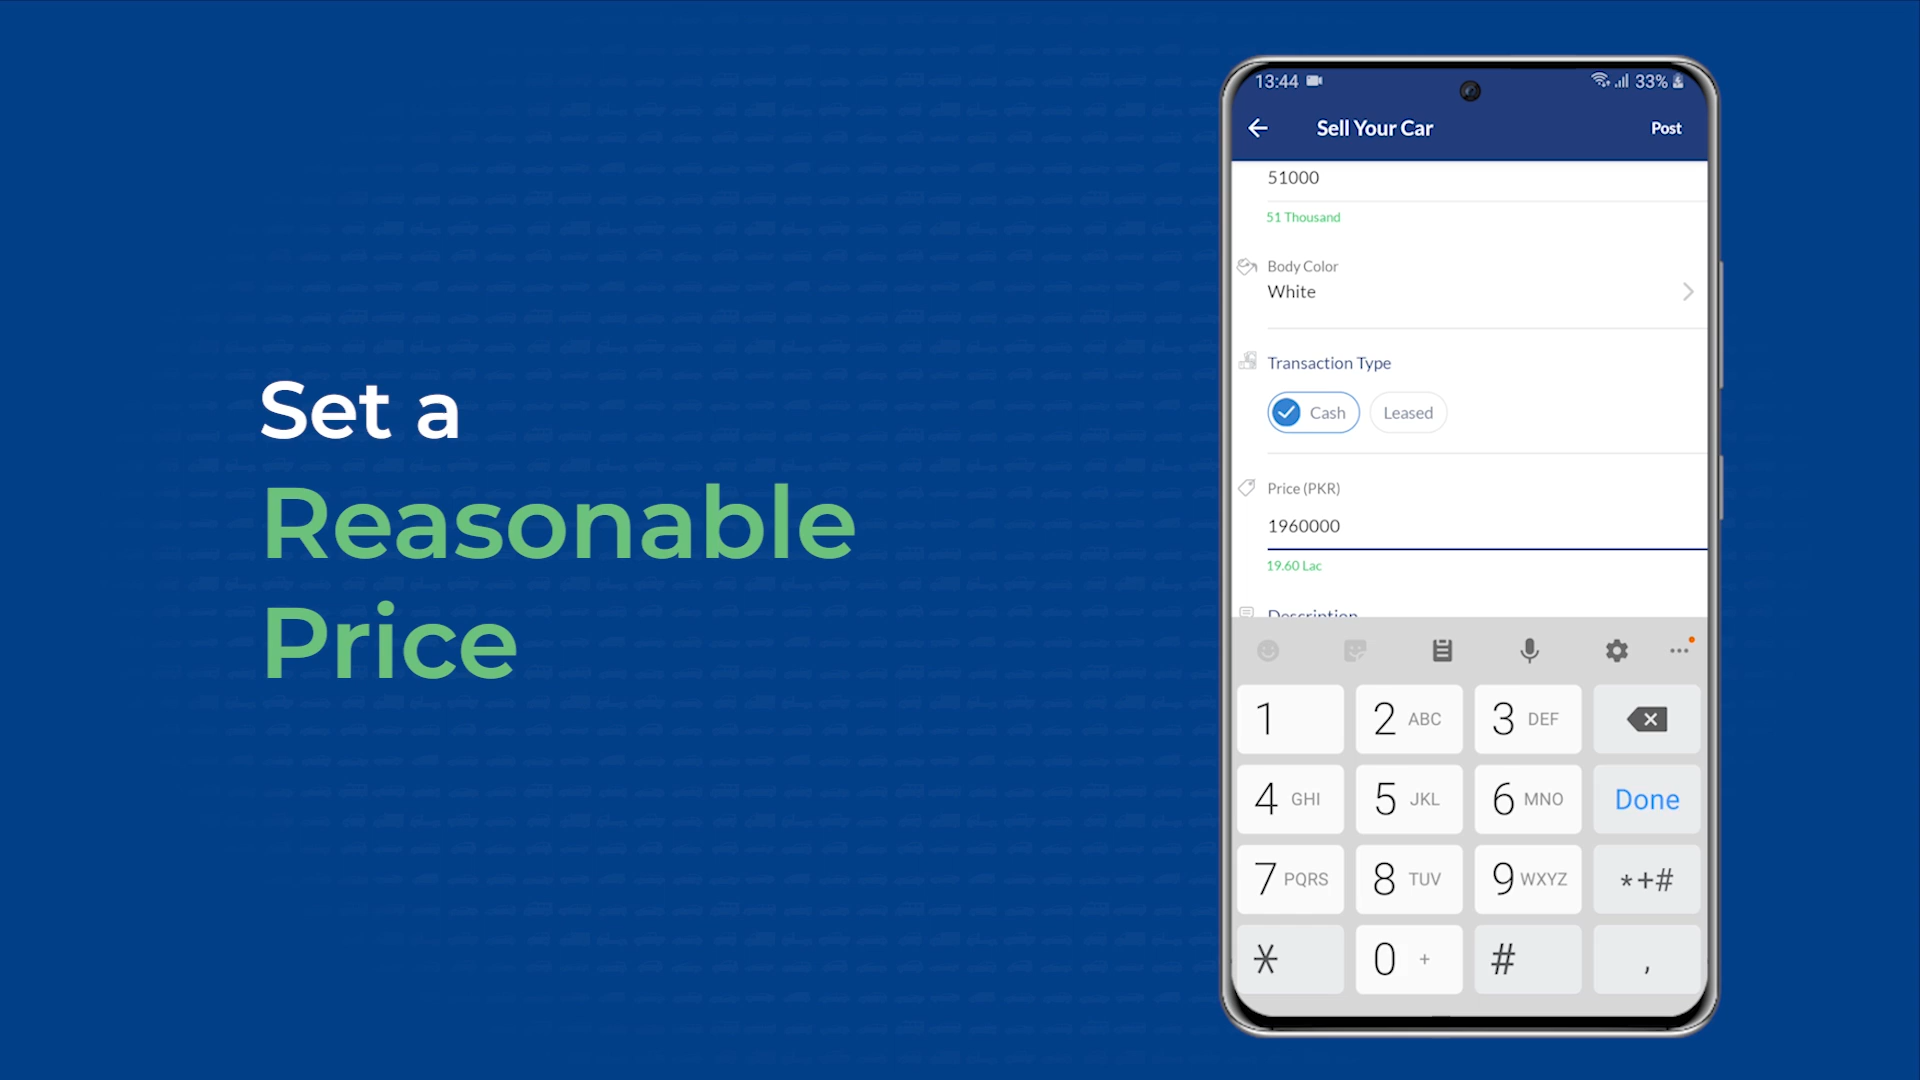 Set a
Reasonable
Price
13:44
33%
Sell Your Car
Post
51000
51 Thousand
Body Color
White
Transaction Type
Cash
Leased
Price (PKR)
1960000
19.60 Lac
Description
1
2 ABC
3 DEF
4 GHI
5 JKL
6 MNO
Done
7 PQRS
8 TUV
9 WXYZ
*+#
*
0 +
#
,